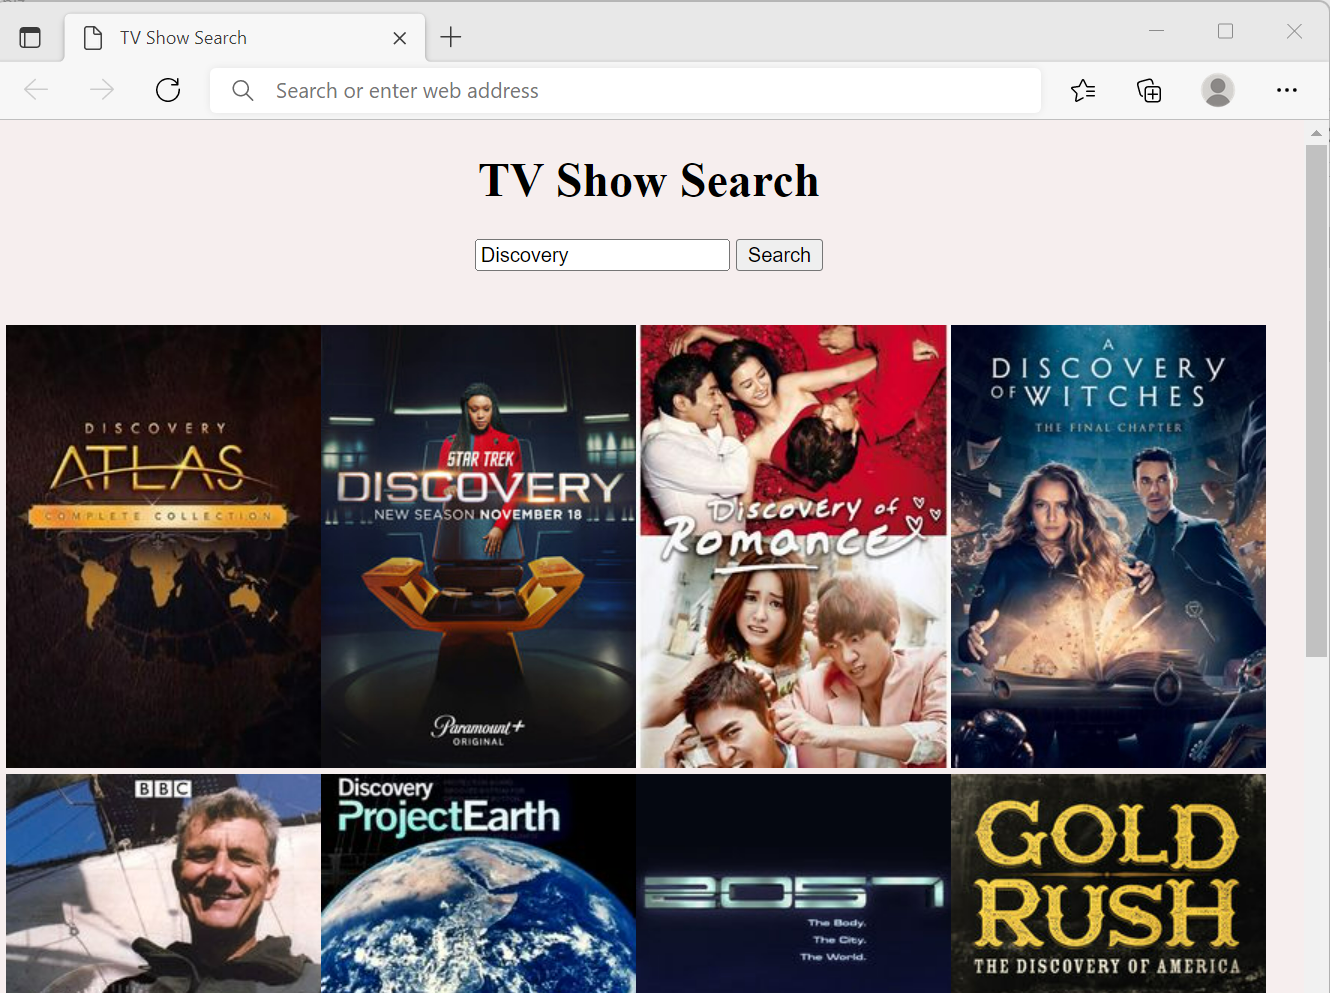 TV Show Search
Search or enter web address
TV Show Search
Discovery Search
DISCOVERY
ATLAS
COMPLETE COLLECTION
STAR TREK
DISCOVERY
NEW SEASON NOVEMBER 18
Paramount+
ORIGINAL
Discovery of
Romance
A
DISCOVERY
OF WITCHES
THE FINAL CHAPTER
BBC
Discovery
ProjectEarth
2057
The Body.
The City.
The World.
GOLD
RUSH
THE DISCOVERY OF AMERICA